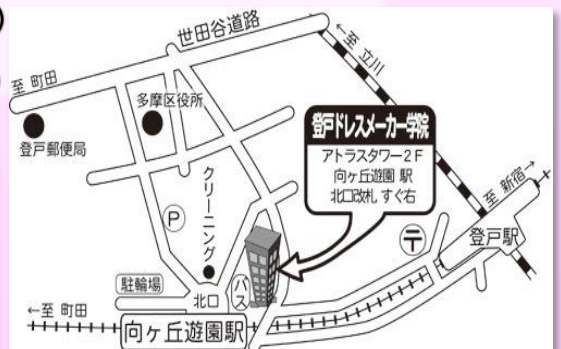 世田谷道路
←至 立川
至 町田
多摩区役所
登戸郵便局
登戸ドレスメーカー学院
アトラスタワー2F
向ヶ丘遊園 駅
北口改札 すぐ右
至 新宿→
クリーニング
P
〒
登戸駅
駐輪場
北口
バス
←至 町田
向ヶ丘遊園駅